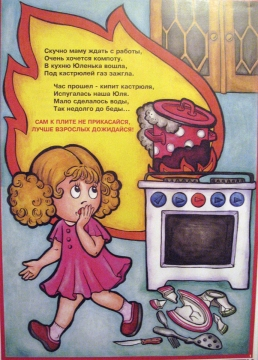 Скучно маму ждать с работы,
Очень хочется компоту.
В кухню Юленька вошла,
Под кастрюлей газ зажгла.
Час прошел - кипит кастрюля,
Испугалась наша Юля.
Мало сделалось воды,
Так недолго до беды...
САМ К ПЛИТЕ НЕ ПРИКАСАЙСЯ,
ЛУЧШЕ ВЗРОСЛЫХ ДОЖИДАЙСЯ!